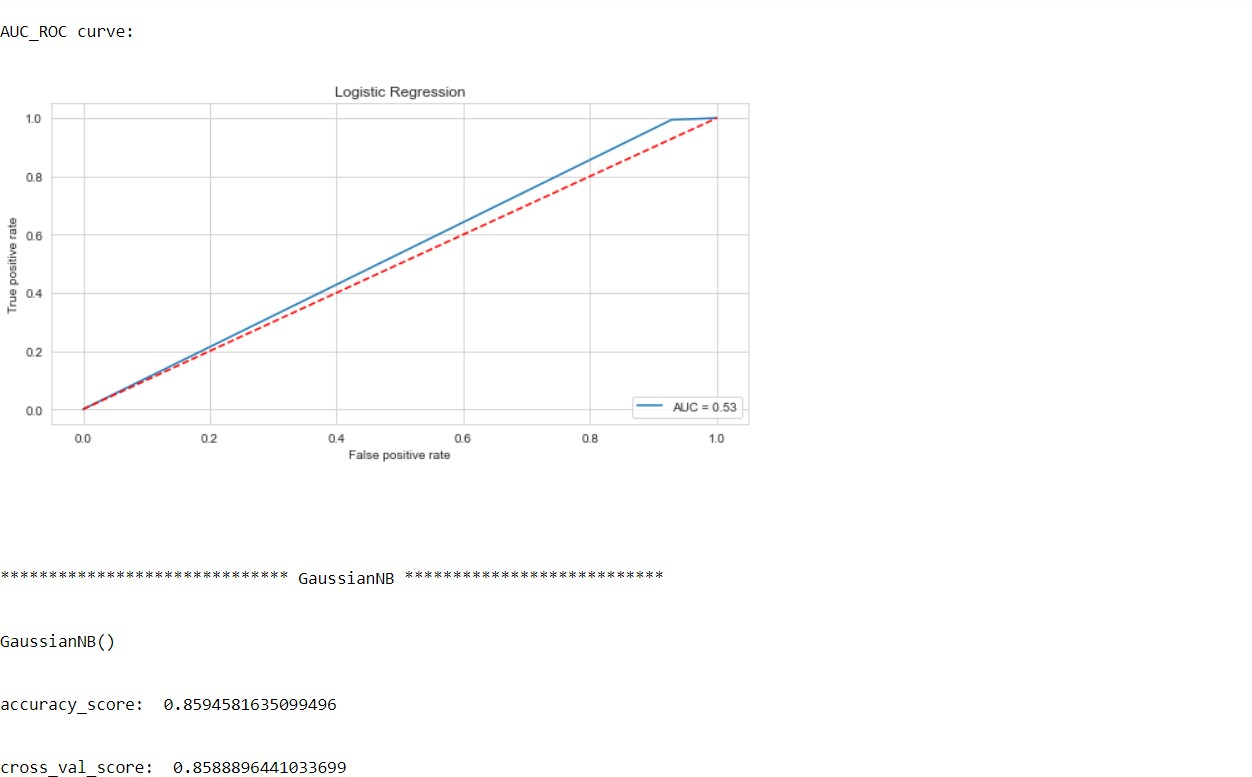 AUC_ROC curve:
Logistic Regression
1.0
0.8
0.6
0.4
0.2
0.0
True positive rate
AUC = 0.53
0.0 0.2 0.4 0.6 0.8 1.0
False positive rate
****************************** GaussianNB ***************************
GaussianNB()
accuracy_score:  0.8594581635099496
cross_val_score:  0.8588896441033699